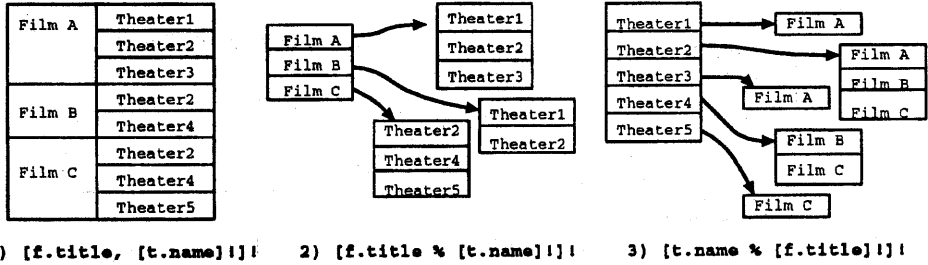 Film A
Theater1
Theater2
Theater3
Film B
Theater2
Theater4
Film C
Theater2
Theater4
Theater5
Film A
Film B
Film C
Theater1
Theater2
Theater3
Theater1
Theater2
Theater2
Theater4
Theater5
Theater1
Theater2
Theater3
Theater4
Theater5
Film A
Film A
Film B
Film C
Film A
Film B
Film C
Film C
) [f.title, [t.name]!]!
2) [f.title % [t.name]!]!
3) [t.name % [f.title]!]!